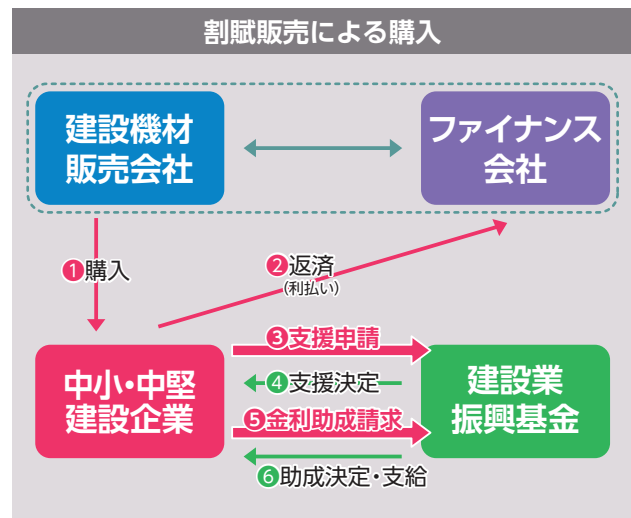 割賦販売による購入
建設機材
販売会社
ファイナンス
会社
❶購入
❷返済
(利払い)
❸支援申請
中小・中堅
建設企業
❹支援決定
建設業
振興基金
❺金利助成請求
❻助成決定・支給